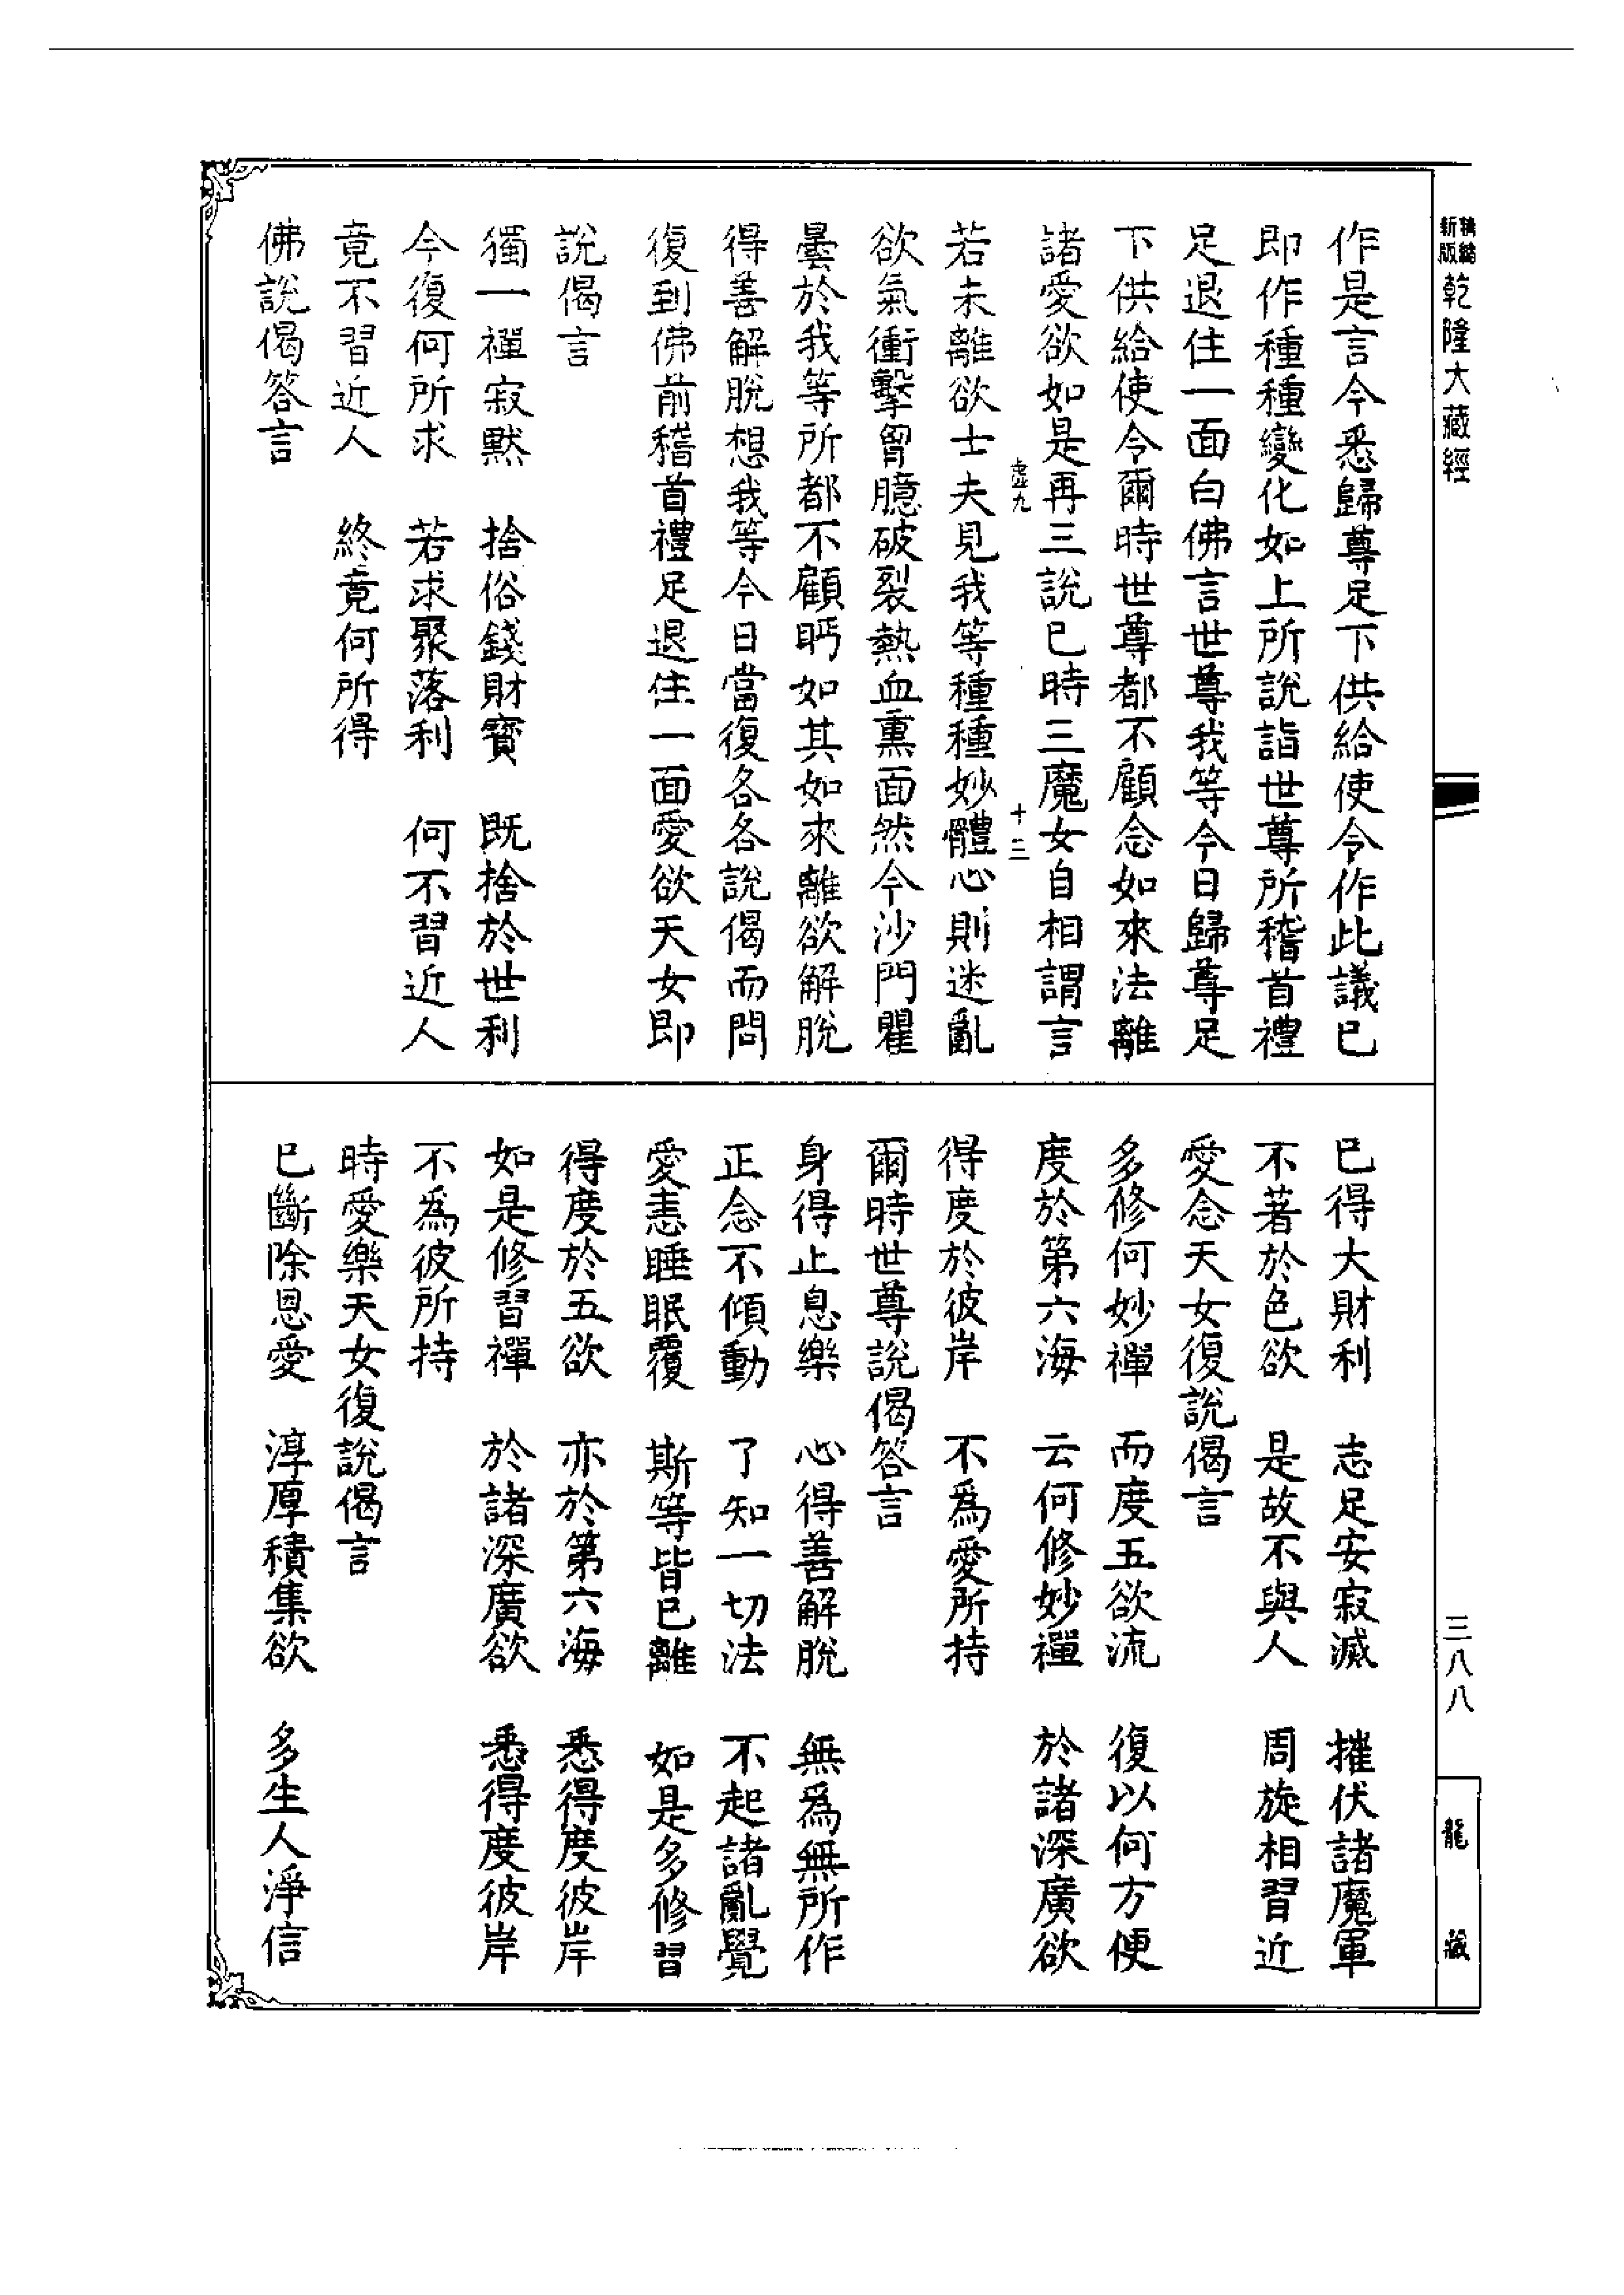 精編
新版
乾隆大藏經
作是言今悉歸尊足下供給使令作此議已
即作種種變化如上所說詣世尊所稽首禮
足退住一面白佛言世尊我等今日歸尊足
下供給使令爾時世尊都不顧念如來法離
諸愛欲如是再三說已時三魔女自相謂言
虛九
十三
若未離欲士夫見我等種種妙體心則迷亂
欲氣衝擊胷臆破裂熱血熏面然今沙門瞿
曇於我等所都不顧眄如其如來離欲解脫
得善解脫想我等今日當復各各說偈而問
復到佛前稽首禮足退住一面愛欲天女即
說偈言
獨一禪寂默 捨俗錢財寳 既捨於世利
今復何所求 若求聚落利 何不習近人
竟不習近人 終竟何所得
佛說偈答言
已得大財利 志足安寂滅 摧伏諸魔軍
不著於色欲 是故不與人 周旋相習近
愛念天女復說偈言
多修何妙禪 而度五欲流 復以何方便
度於第六海 云何修妙禪 於諸深廣欲
得度於彼岸 不為愛所持
爾時世尊說偈答言
身得止息樂 心得善解脫 無為無所作
正念不傾動 了知一切法 不起諸亂覺
愛恚睡眠覆 斯等皆已離 如是多修習
得度於五欲 亦於第六海 悉得度彼岸
如是修習禪 於諸深廣欲 悉得度彼岸
不為彼所持
時愛樂天女復說偈言
已斷除恩愛 淳厚積集欲 多生人淨信
三八八
龍藏